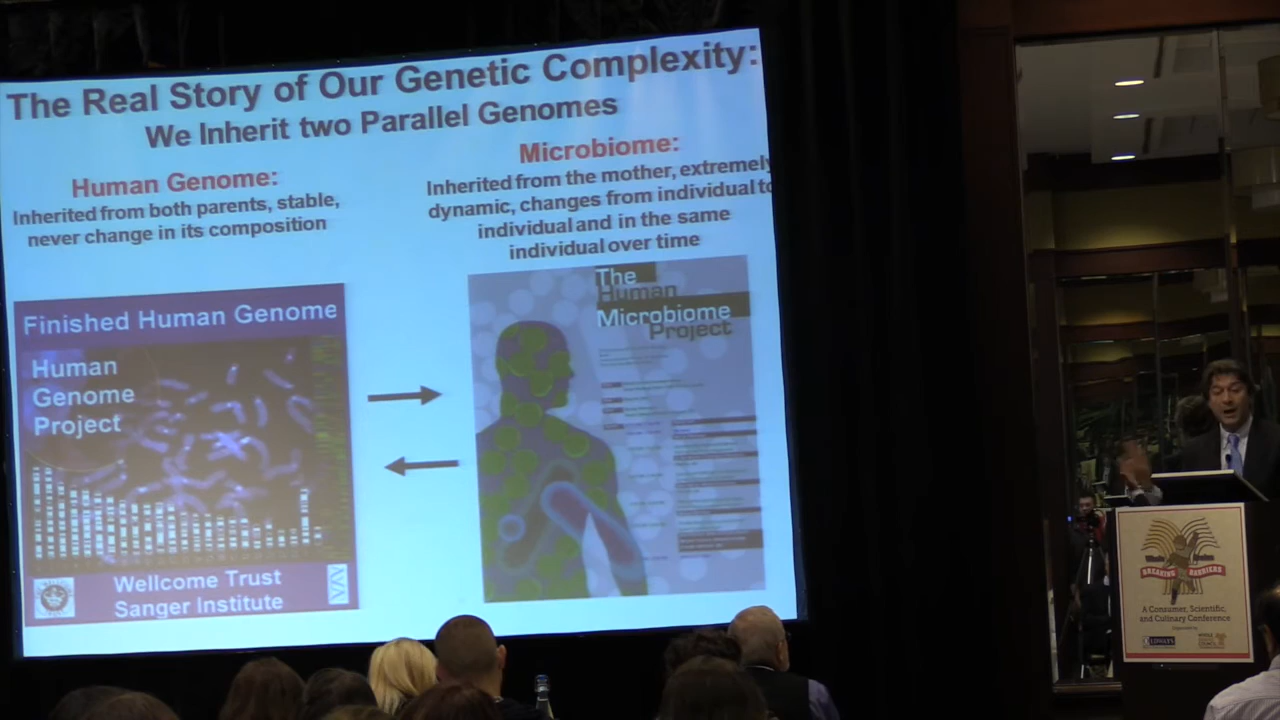 The Real Story of Our Genetic Complexity:
We Inherit two Parallel Genomes
Human Genome:
Inherited from both parents, stable,
never change in its composition
Microbiome:
Inherited from the mother, extremely
dynamic, changes from individual to
individual and in the same
individual over time
Finished Human Genome
Human
Genome
Project
Wellcome Trust
Sanger Institute
The
Human
Microbiome
Project
BREAKING BARRIERS
A Consumer, Scientific,
and Culinary Conference
OLDWAYS